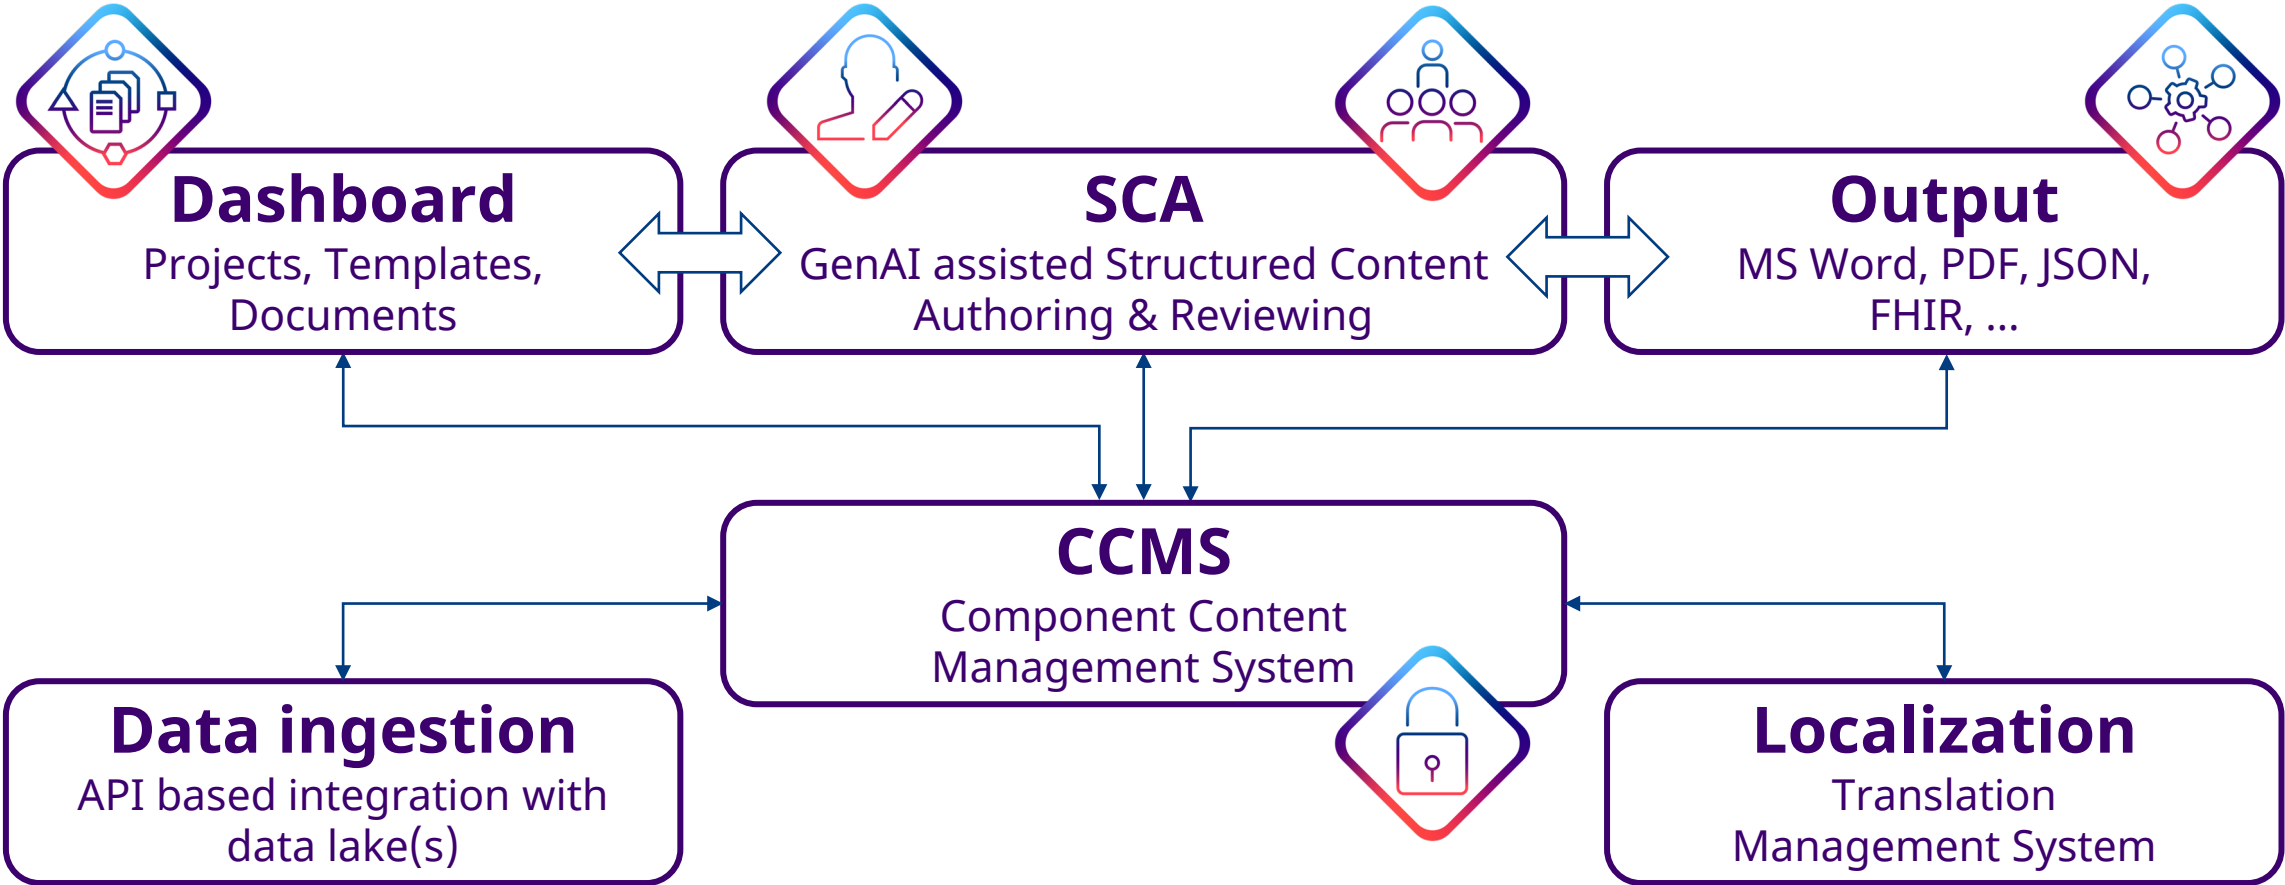 Dashboard
Projects, Templates,
Documents
SCA
GenAI assisted Structured Content
Authoring & Reviewing
Output
MS Word, PDF, JSON,
FHIR, ...
CCMS
Component Content
Management System
Data ingestion
API based integration with
data lake(s)
Localization
Translation
Management System